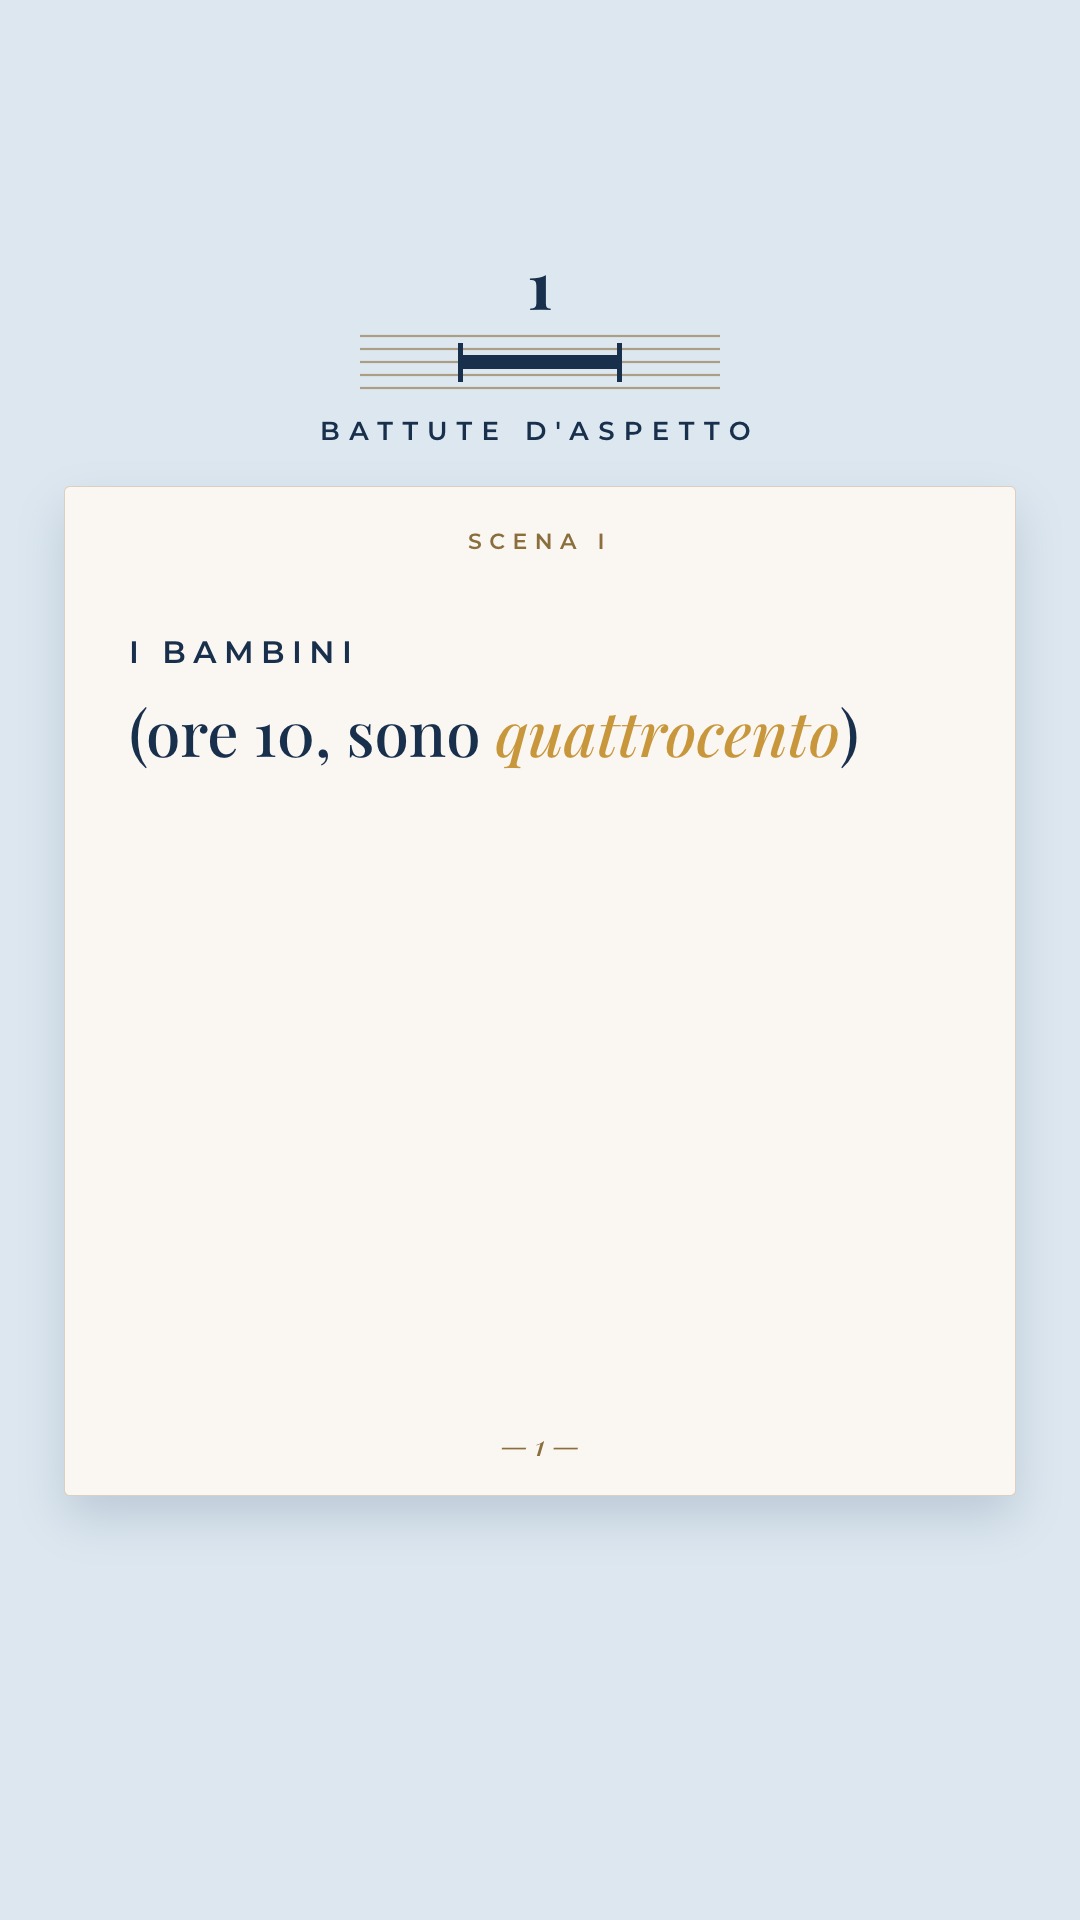 1
BATTUTE D'ASPETTO
SCENA I
I BAMBINI
(ore 10, sono quattrocento)
— 1 —